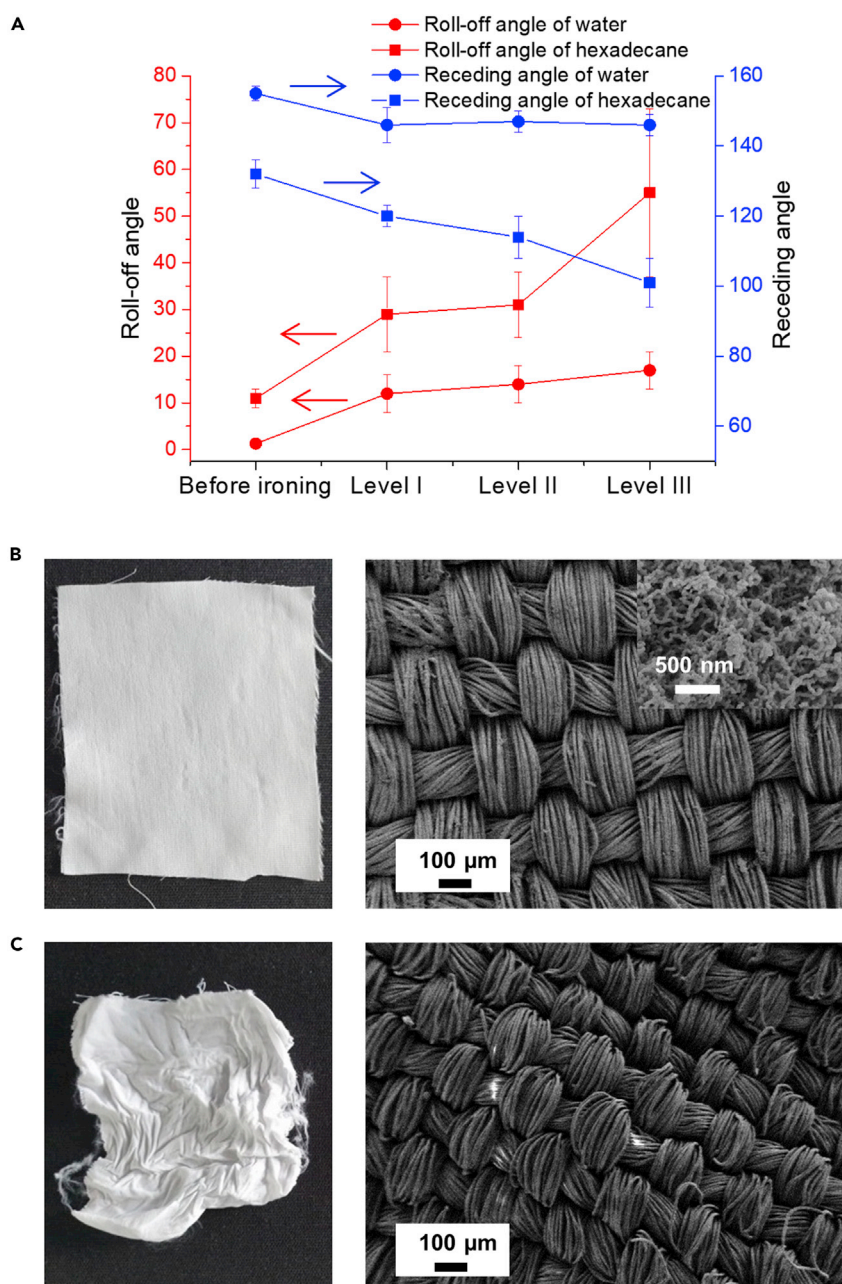 A
Roll-off angle of water
Roll-off angle of hexadecane
Receding angle of water
Receding angle of hexadecane
80
70
60
50
40
30
20
10
0
Roll-off angle
160
140
120
100
80
60
Receding angle
Before ironing Level I Level II Level III
B
500 nm
100 µm
C
100 µm